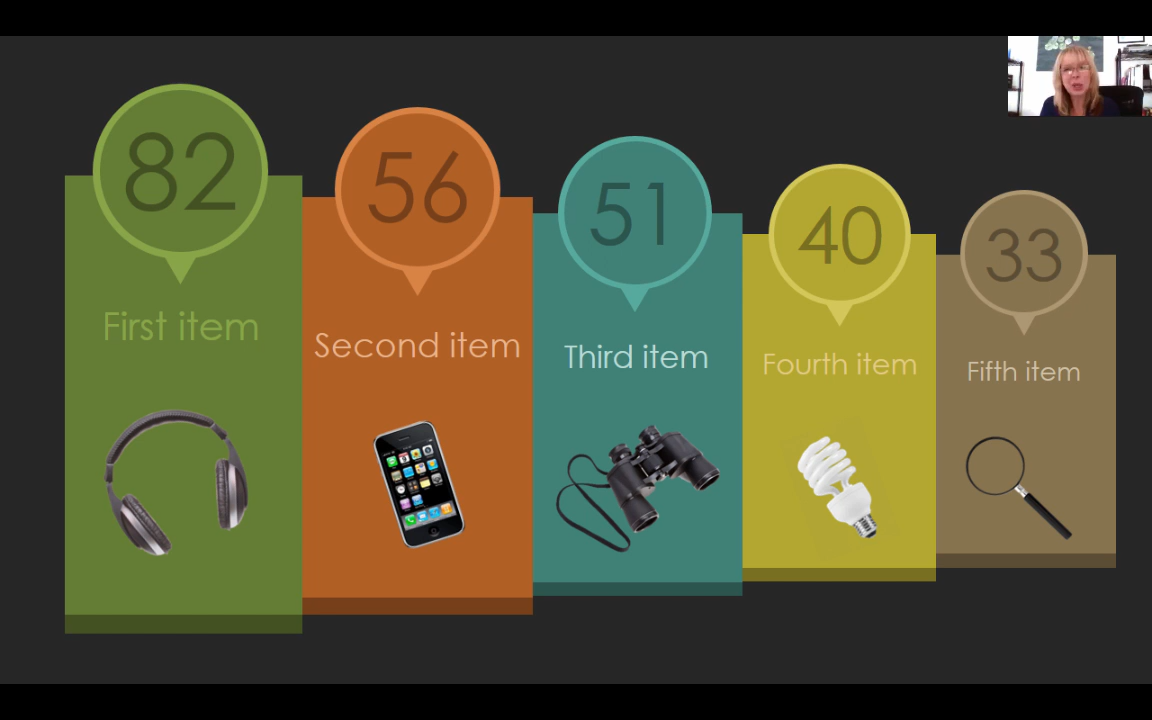 82
First item
56
Second item
51
Third item
40
Fourth item
33
Fifth item